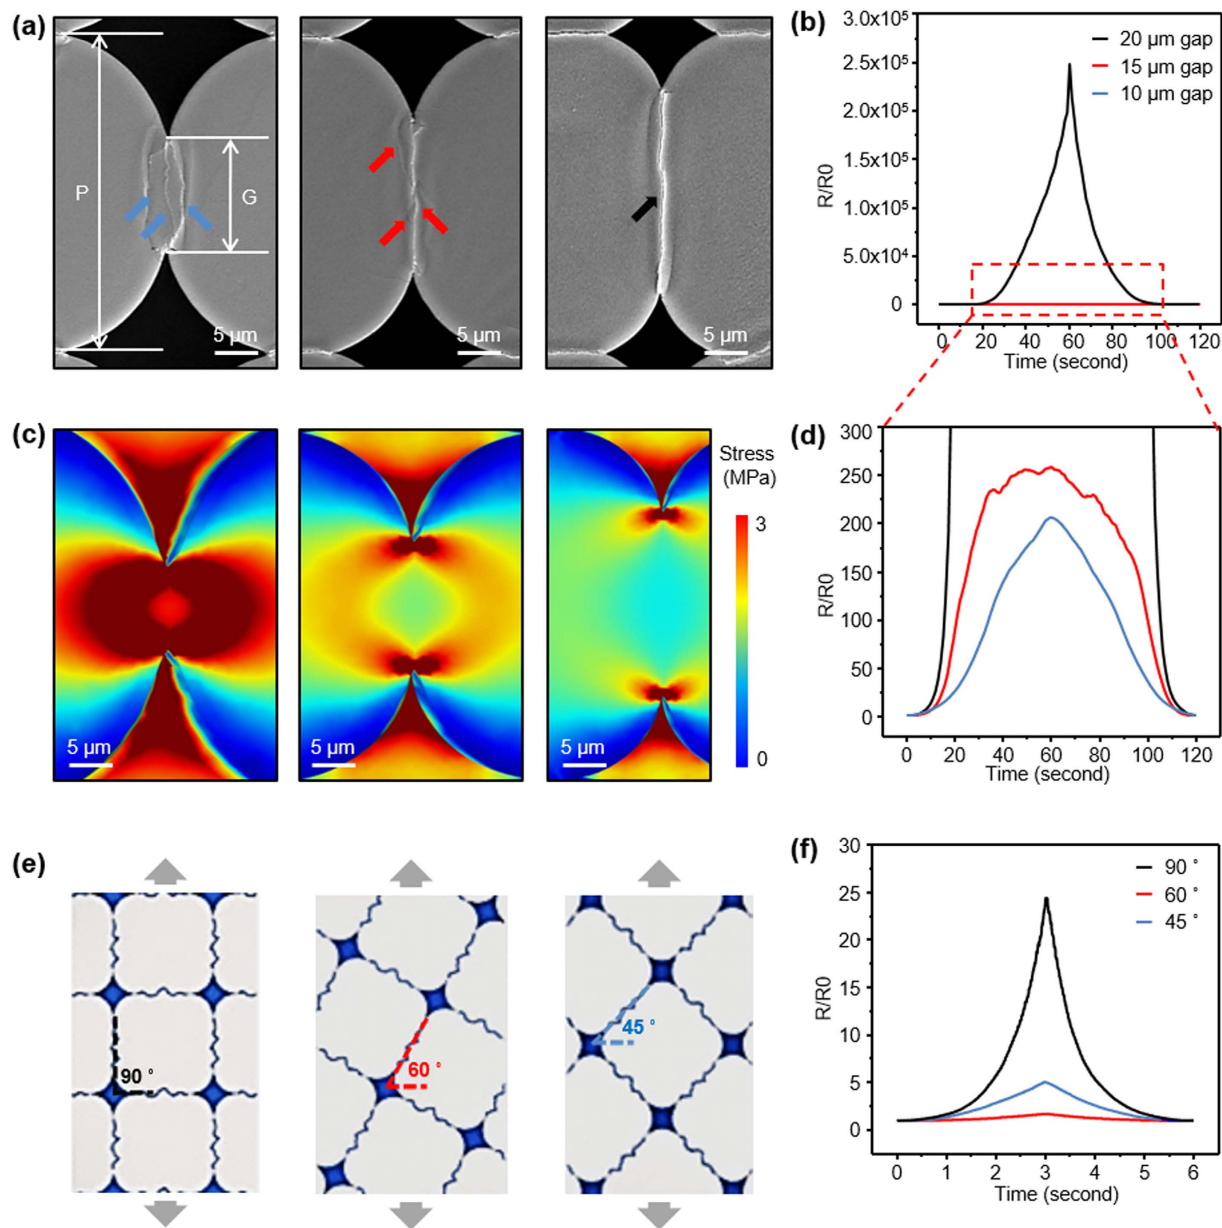 (a)
P
G
5 µm
5 µm
5 µm
(b)
R/R0
3.0x10⁵
2.5x10⁵
2.0x10⁵
1.5x10⁵
1.0x10⁵
5.0x10⁴
0
20 µm gap
15 µm gap
10 µm gap
0 20 40 60 80 100 120
Time (second)
(c)
5 µm
5 µm
5 µm
Stress
(MPa)
3
0
(d)
R/R0
300
250
200
150
100
50
0
0 20 40 60 80 100 120
Time (second)
(e)
90 °
60 °
45 °
(f)
R/R0
30
25
20
15
10
5
0
90 °
60 °
45 °
0 1 2 3 4 5 6
Time (second)